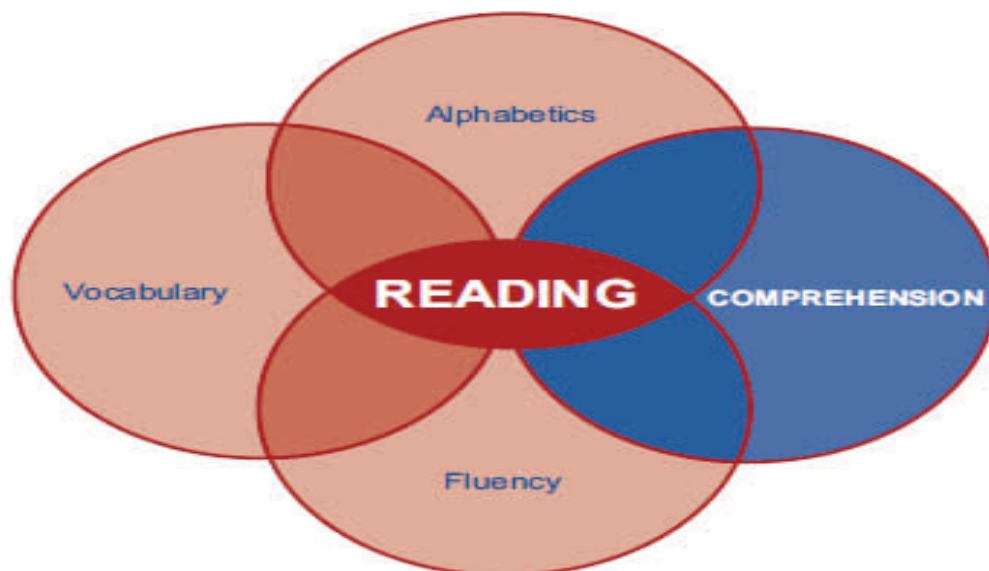 Alphabetics
Vocabulary
READING
COMPREHENSION
Fluency